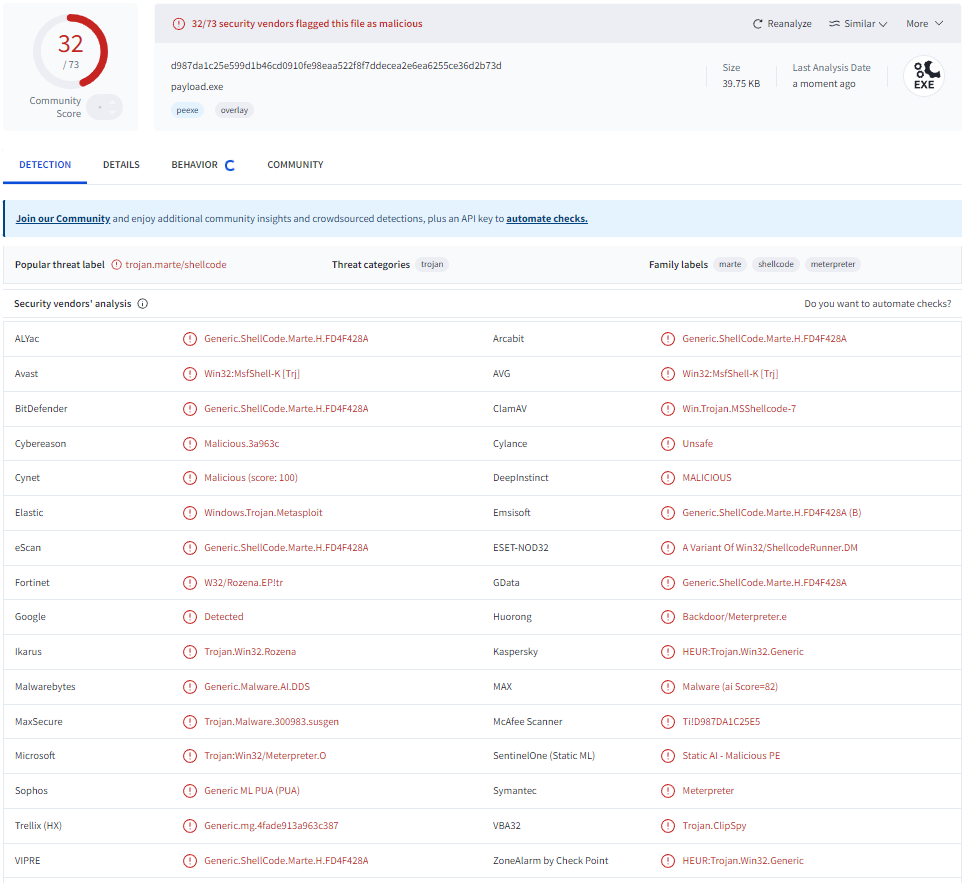 32
/ 73
Community
Score
32/73 security vendors flagged this file as malicious
Reanalyze
Similar
More
d987da1c25e599d1b46cd0910fe98eaa522f8f7ddecea2e6ea6255ce36d2b73d
payload.exe
peexe
overlay
Size
39.75 KB
Last Analysis Date
a moment ago
EXE
DETECTION
DETAILS
BEHAVIOR
COMMUNITY
Join our Community and enjoy additional community insights and crowdsourced detections, plus an API key to automate checks.
Popular threat label trojan.marte/shellcode
Threat categories trojan
Family labels marte shellcode meterpreter
Security vendors' analysis
Do you want to automate checks?
ALYac Generic.ShellCode.Marte.H.FD4F428A Arcabit Generic.ShellCode.Marte.H.FD4F428A
Avast Win32:MsfShell-K [Trj] AVG Win32:MsfShell-K [Trj]
BitDefender Generic.ShellCode.Marte.H.FD4F428A ClamAV Win.Trojan.MSShellcode-7
Cybereason Malicious.3a963c Cylance Unsafe
Cynet Malicious (score: 100) DeepInstinct MALICIOUS
Elastic Windows.Trojan.Metasploit Emsisoft Generic.ShellCode.Marte.H.FD4F428A (B)
eScan Generic.ShellCode.Marte.H.FD4F428A ESET-NOD32 A Variant Of Win32/ShellcodeRunner.DM
Fortinet W32/Rozena.EP!tr GData Generic.ShellCode.Marte.H.FD4F428A
Google Detected Huorong Backdoor/Meterpreter.e
Ikarus Trojan.Win32.Rozena Kaspersky HEUR:Trojan.Win32.Generic
Malwarebytes Generic.Malware.AI.DDS MAX Malware (ai Score=82)
MaxSecure Trojan.Malware.300983.susgen McAfee Scanner Ti!D987DA1C25E5
Microsoft Trojan:Win32/Meterpreter.O SentinelOne (Static ML) Static AI - Malicious PE
Sophos Generic ML PUA (PUA) Symantec Meterpreter
Trellix (HX) Generic.mg.4fade913a963c387 VBA32 Trojan.ClipSpy
VIPRE Generic.ShellCode.Marte.H.FD4F428A ZoneAlarm by Check Point HEUR:Trojan.Win32.Generic